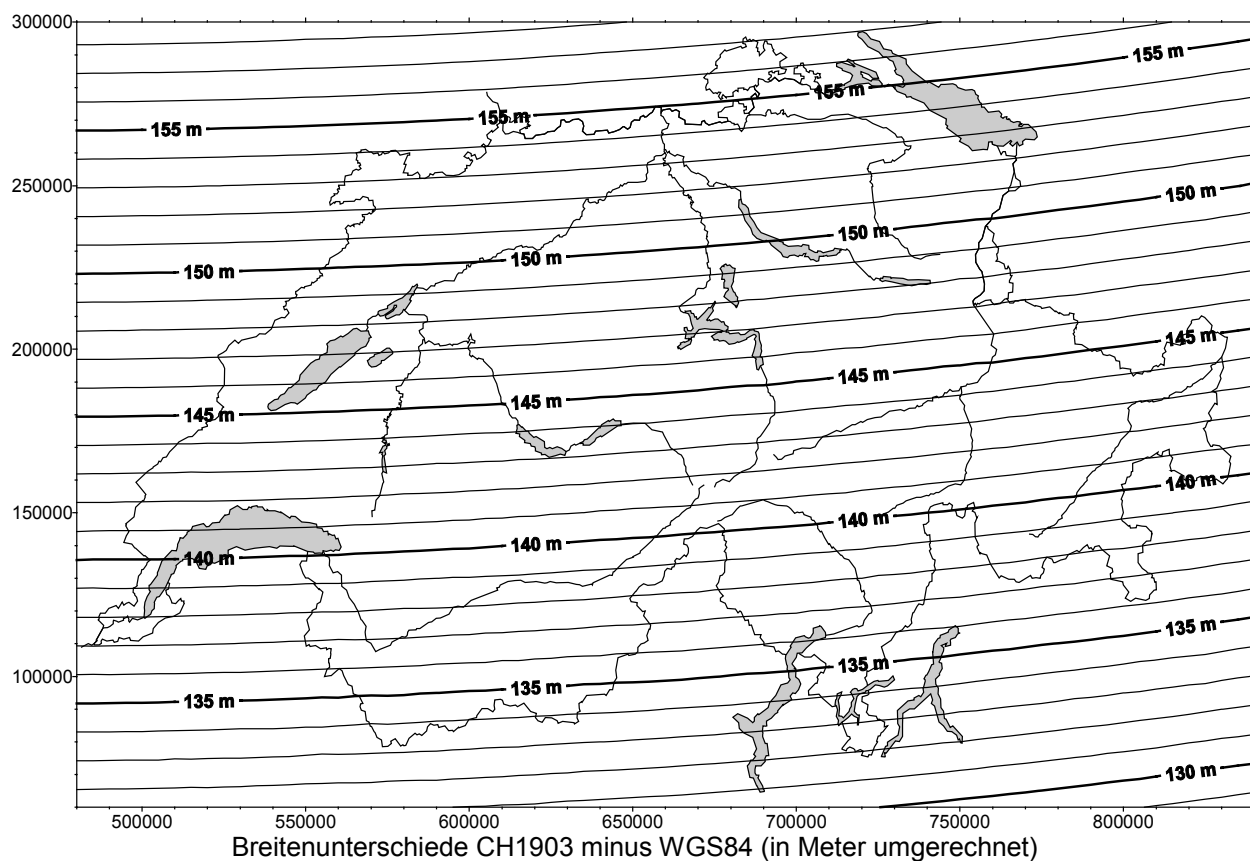 300000
155 m
155 m
155 m
155 m
250000
150 m
150 m
150 m
150 m
200000
145 m
145 m
145 m
145 m
150000
140 m
140 m
140 m
140 m
100000
135 m
135 m
135 m
135 m
130 m
500000 550000 600000 650000 700000 750000 800000
Breitenunterschiede CH1903 minus WGS84 (in Meter umgerechnet)